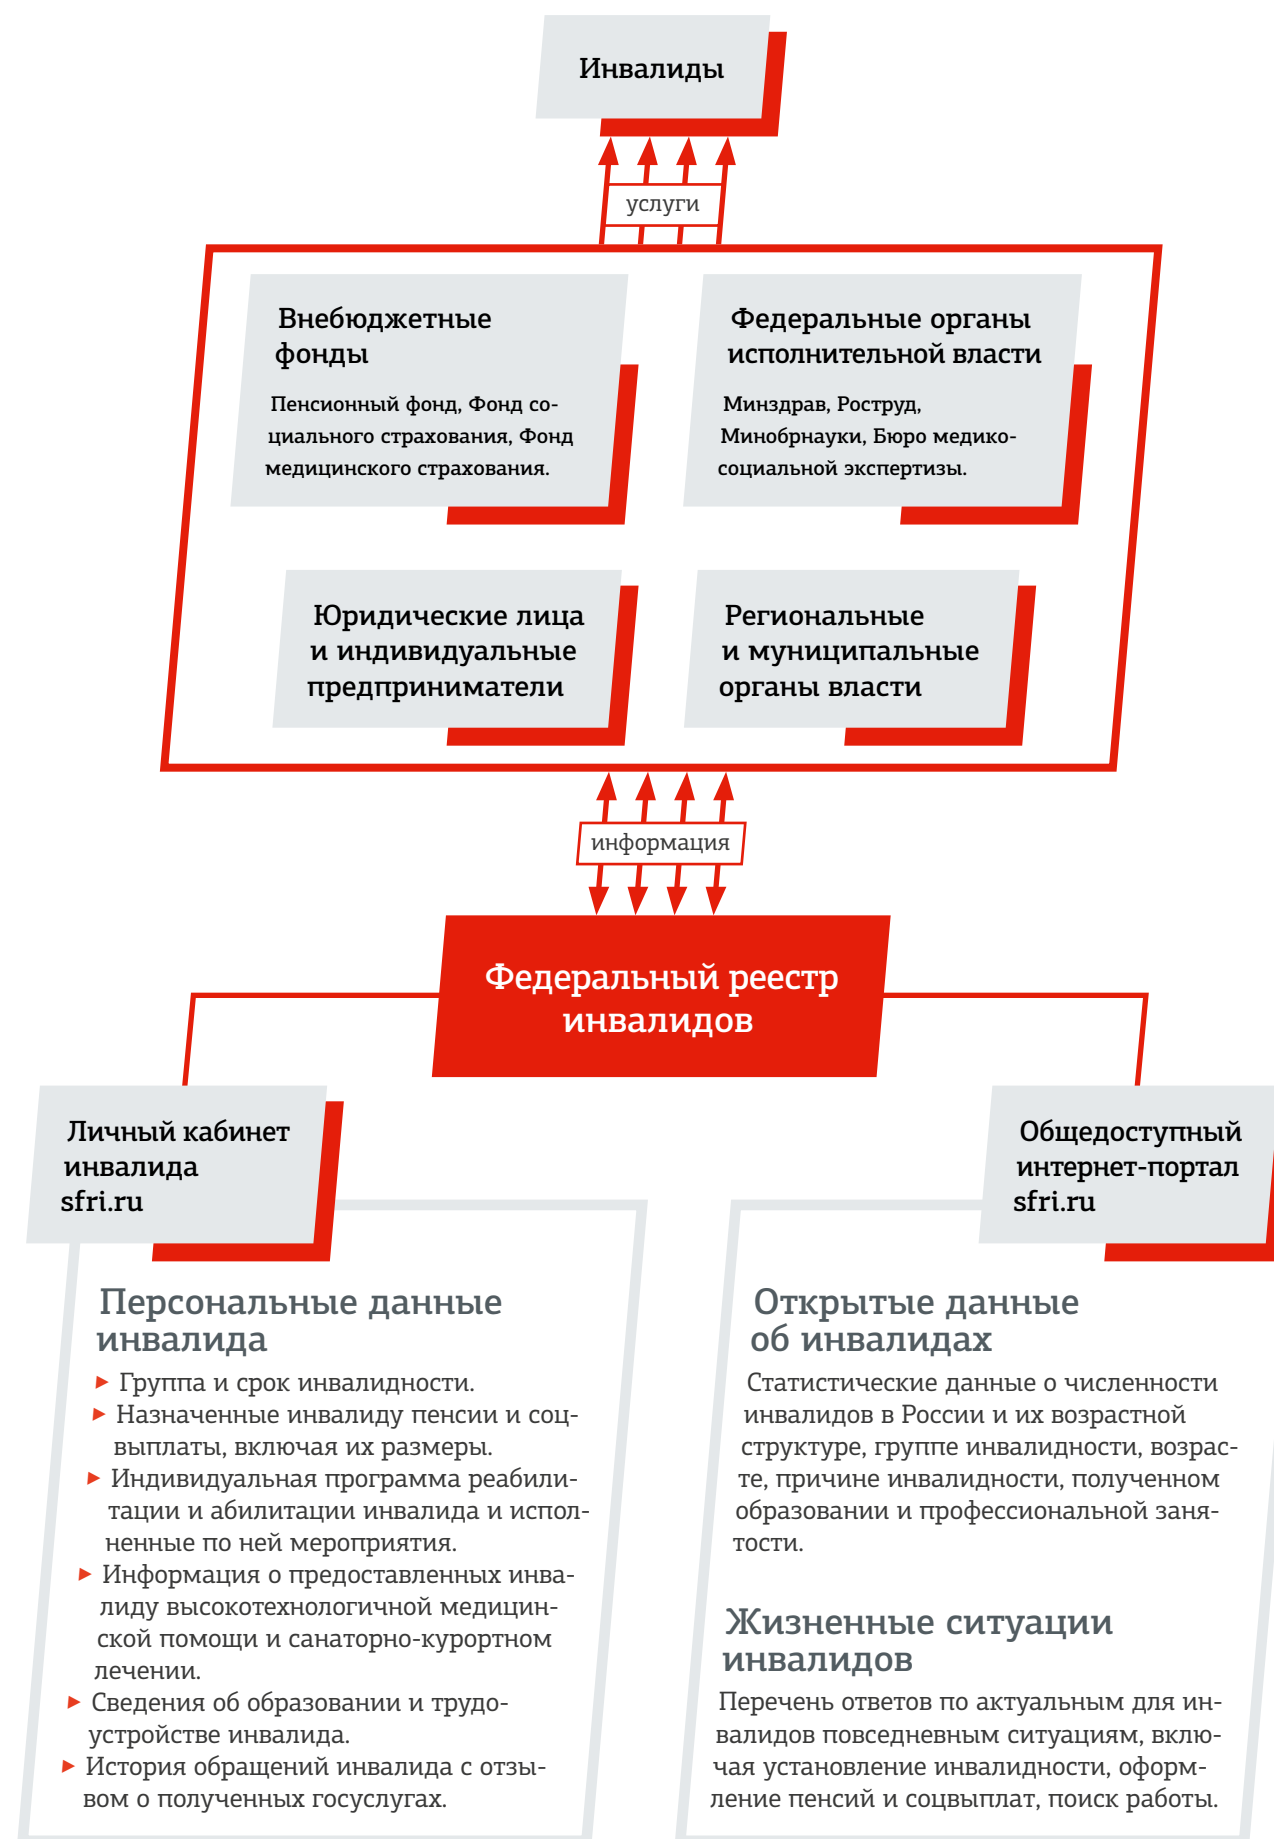 Инвалиды
услуги
Внебюджетные
фонды
Пенсионный фонд, Фонд со-
циального страхования, Фонд
медицинского страхования.
Федеральные органы
исполнительной власти
Минздрав, Роструд,
Минобрнауки, Бюро медико-
социальной экспертизы.
Юридические лица
и индивидуальные
предприниматели
Региональные
и муниципальные
органы власти
информация
Федеральный реестр
инвалидов
Личный кабинет
инвалида
sfri.ru
Персональные данные
инвалида
▸ Группа и срок инвалидности.
▸ Назначенные инвалиду пенсии и соц-
выплаты, включая их размеры.
▸ Индивидуальная программа реабили-
тации и абилитации инвалида и испол-
ненные по ней мероприятия.
▸ Информация о предоставленных инва-
лиду высокотехнологичной медицин-
ской помощи и санаторно-курортном
лечении.
▸ Сведения об образовании и трудо-
устройстве инвалида.
▸ История обращений инвалида с отзы-
вом о полученных госуслугах.
Общедоступный
интернет-портал
sfri.ru
Открытые данные
об инвалидах
Статистические данные о численности
инвалидов в России и их возрастной
структуре, группе инвалидности, возрас-
те, причине инвалидности, полученном
образовании и профессиональной заня-
тости.
Жизненные ситуации
инвалидов
Перечень ответов по актуальным для ин-
валидов повседневным ситуациям, вклю-
чая установление инвалидности, оформ-
ление пенсий и соцвыплат, поиск работы.